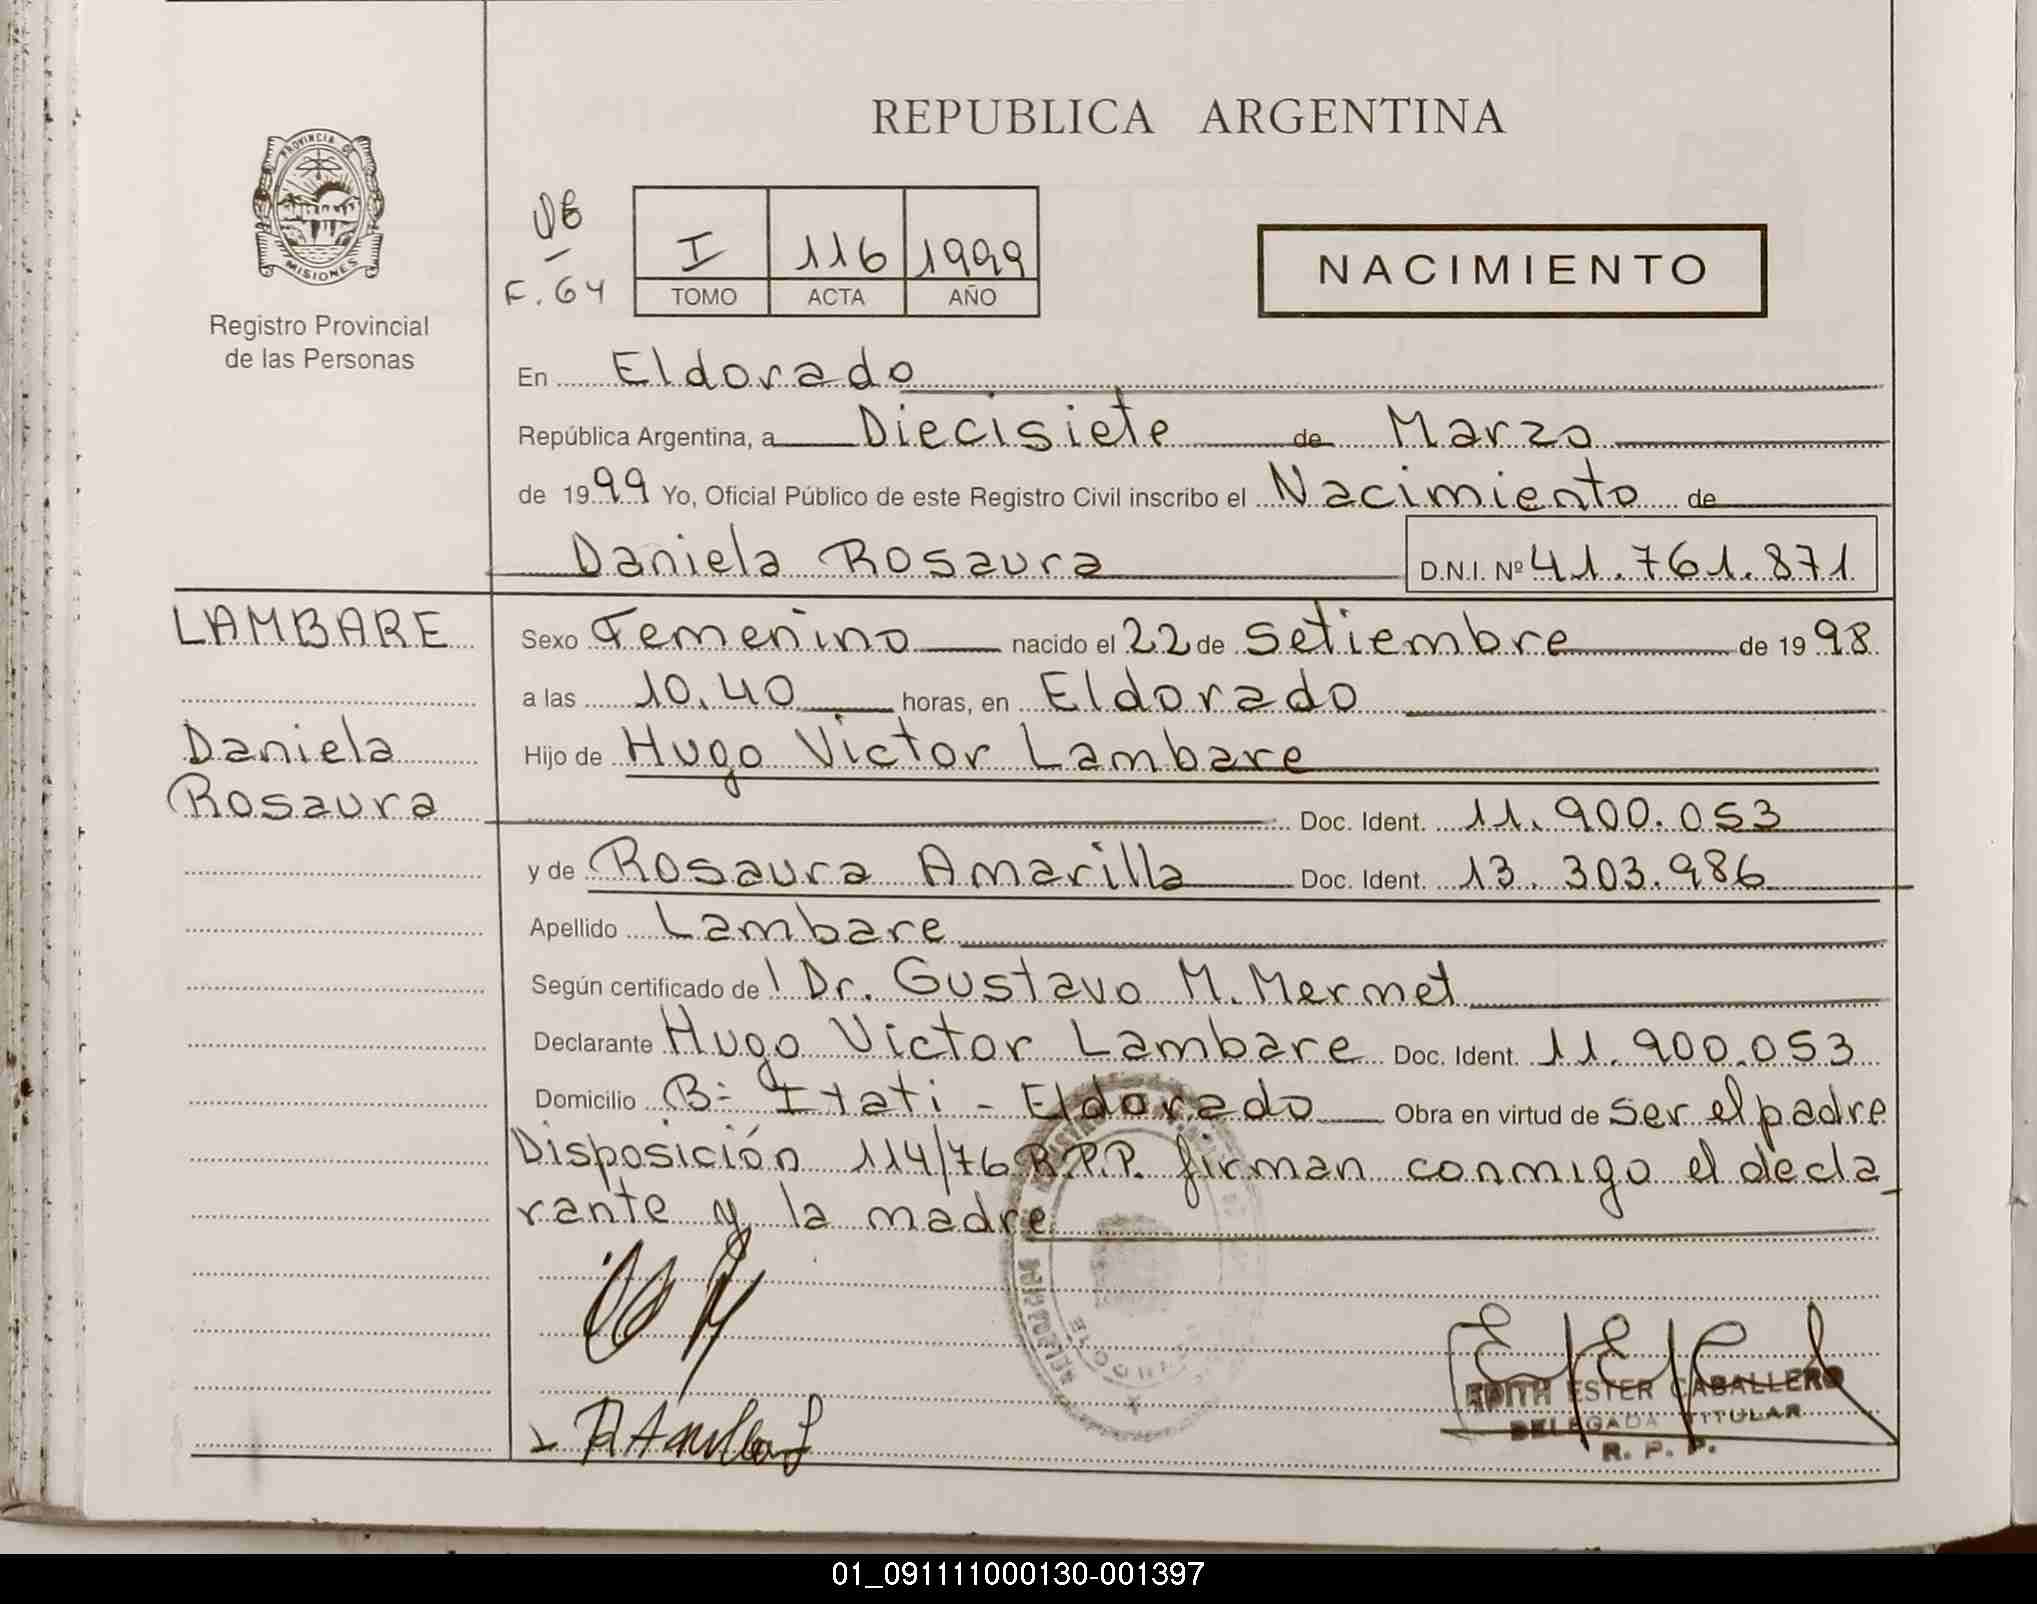 REPUBLICA ARGENTINA
PROVINCIA DE
MISIONES
Registro Provincial
de las Personas
F. 64
I 116 1999
TOMO ACTA AÑO
NACIMIENTO
En Eldorado
República Argentina, a Diecisiete de Marzo
de 1999 Yo, Oficial Público de este Registro Civil inscribo el Nacimiento de
Daniela Rosaura D.N.I. Nº 41.761.871
LAMBARE
Daniela
Rosaura
Sexo Femenino nacido el 22 de Setiembre de 1998
a las 10.40 horas, en Eldorado
Hijo de Hugo Victor Lambare
Doc. Ident. 11.900.053
y de Rosaura Amarilla Doc. Ident. 13.303.986
Apellido Lambare
Según certificado de l Dr. Gustavo M. Mermet
Declarante Hugo Victor Lambare Doc. Ident. 11.900.053
Domicilio B- Itati - Eldorado Obra en virtud de ser el padre
Disposición 114/76 R.P.P. firman conmigo el decla
rante y la madre
EDITH ESTER CABALLERO
DELEGADA TITULAR
R. P. P.
01_091111000130-001397